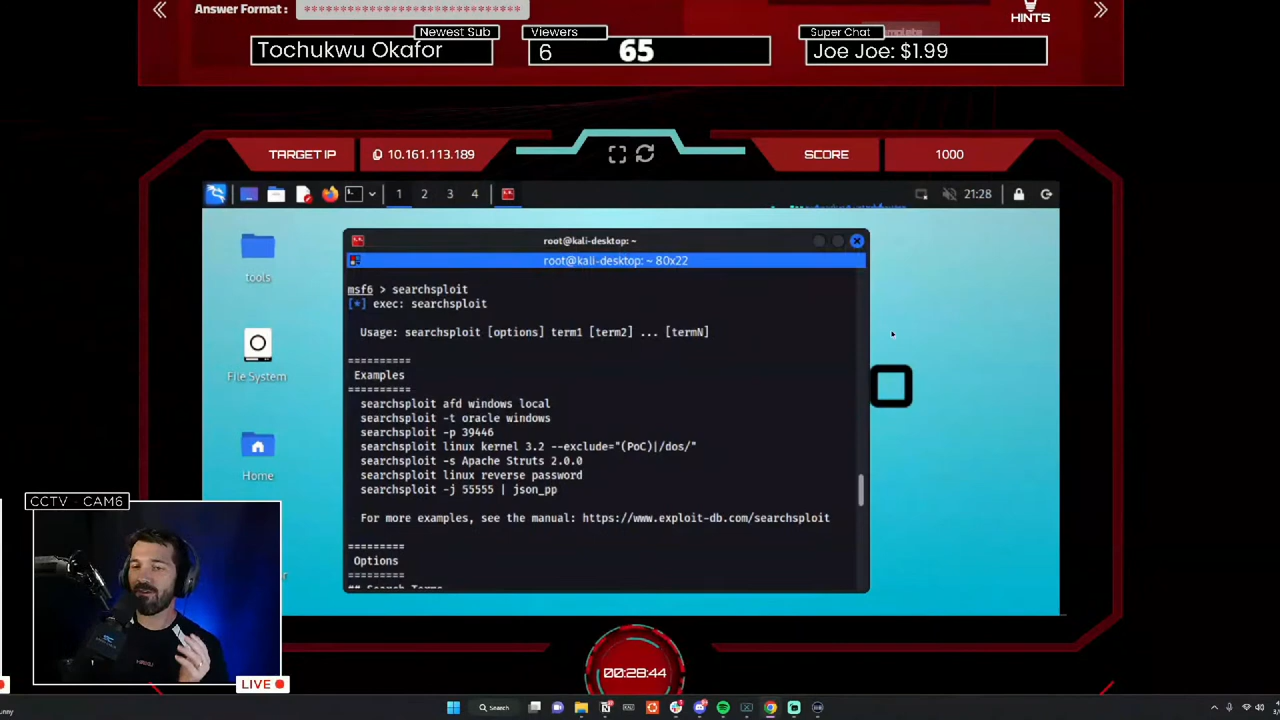 Answer Format :
******************************
HINTS
Newest Sub
Tochukwu Okafor
Viewers
6
65
Super Chat
Joe Joe: $1.99
TARGET IP
10.161.113.189
SCORE
1000
1 2 3 4
21:28
root@kali-desktop: ~
root@kali-desktop: ~ 80x22
tools
File System
Home
msf6 > searchsploit
[*] exec: searchsploit
Usage: searchsploit [options] term1 [term2] ... [termN]
==========
Examples
==========
searchsploit afd windows local
searchsploit -t oracle windows
searchsploit -p 39446
searchsploit linux kernel 3.2 --exclude="(PoC)|/dos/"
searchsploit -s Apache Struts 2.0.0
searchsploit linux reverse password
searchsploit -j 55555 | json_pp
For more examples, see the manual: https://www.exploit-db.com/searchsploit
=========
Options
=========
## Search Terms
CCTV - CAM6
LIVE
00:28:44
Search